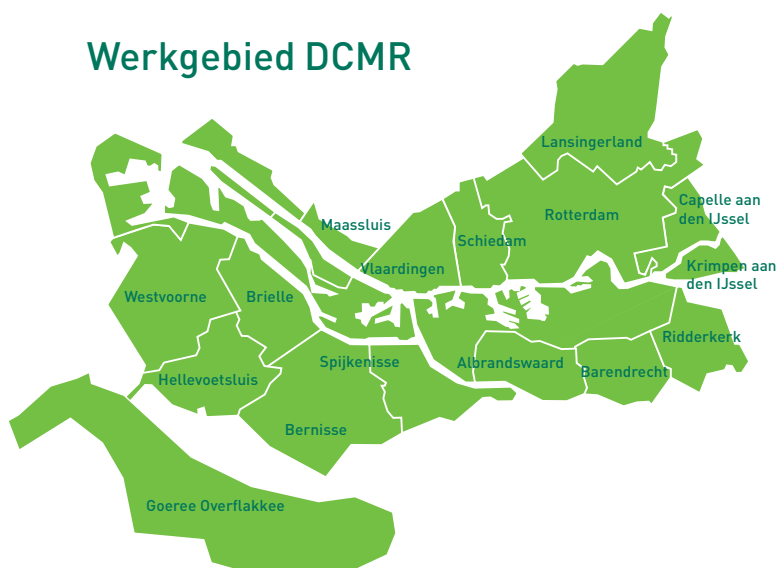 Werkgebied DCMR
Lansingerland
Capelle aan
den IJssel
Rotterdam
Maassluis
Schiedam
Vlaardingen
Krimpen aan
den IJssel
Westvoorne
Brielle
Ridderkerk
Spijkenisse
Albrandswaard
Barendrecht
Hellevoetsluis
Bernisse
Goeree Overflakkee